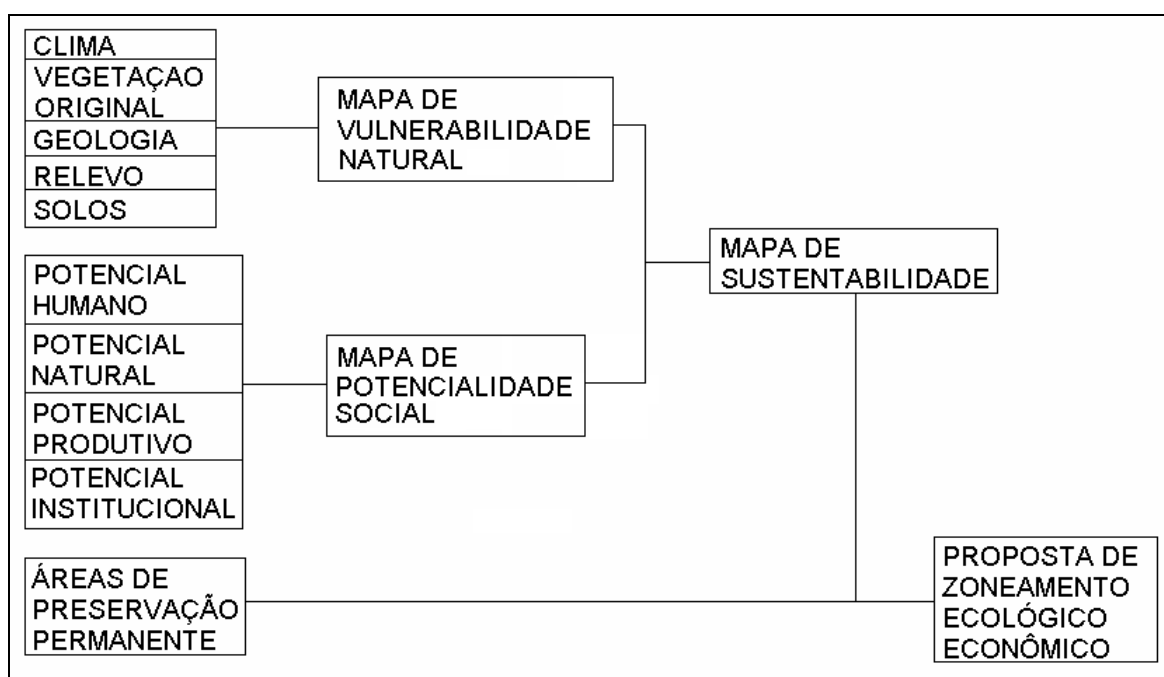 CLIMA
VEGETAÇAO
ORIGINAL
GEOLOGIA
RELEVO
SOLOS
MAPA DE
VULNERABILIDADE
NATURAL
POTENCIAL
HUMANO
POTENCIAL
NATURAL
POTENCIAL
PRODUTIVO
POTENCIAL
INSTITUCIONAL
MAPA DE
POTENCIALIDADE
SOCIAL
MAPA DE
SUSTENTABILIDADE
ÁREAS DE
PRESERVAÇÃO
PERMANENTE
PROPOSTA DE
ZONEAMENTO
ECOLÓGICO
ECONÔMICO